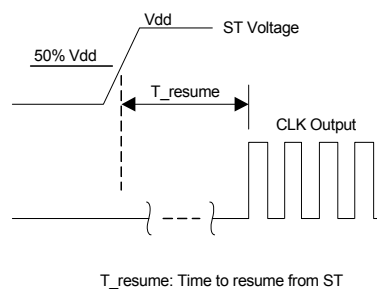 Vdd
ST Voltage
50% Vdd
T_resume
CLK Output
T_resume: Time to resume from ST